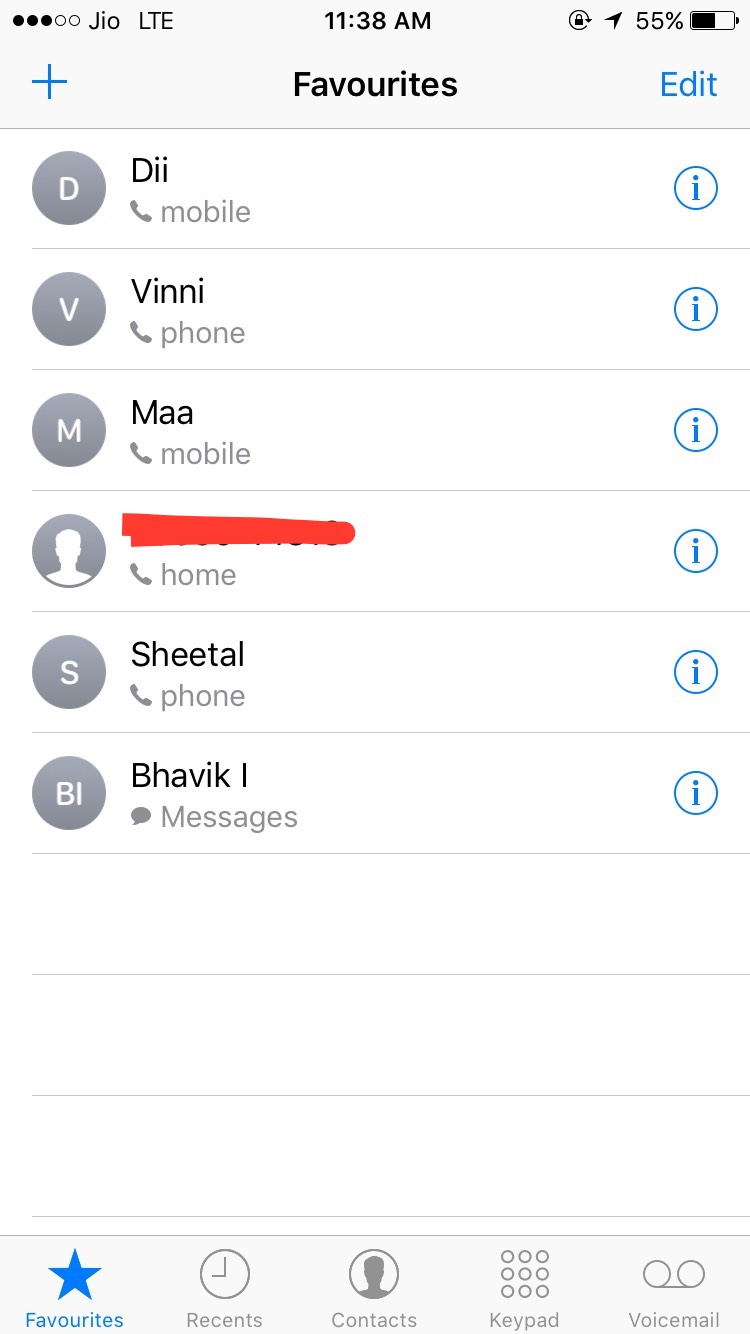 Jio LTE 11:38 AM 55%
Favourites Edit
D Dii
mobile
V Vinni
phone
M Maa
mobile
home
S Sheetal
phone
BI Bhavik I
Messages
Favourites Recents Contacts Keypad Voicemail